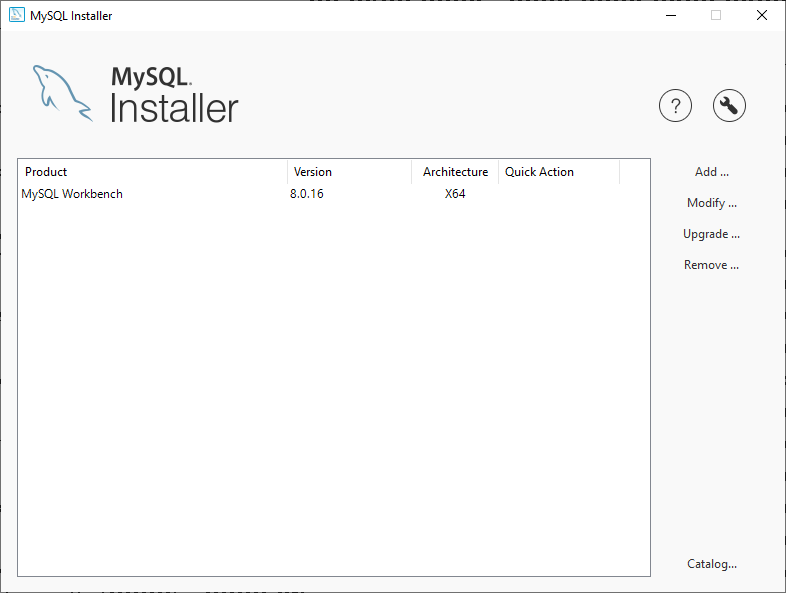 MySQL Installer
MySQL.
Installer
?
Product Version Architecture Quick Action
MySQL Workbench 8.0.16 X64
Add ...
Modify ...
Upgrade ...
Remove ...
Catalog...